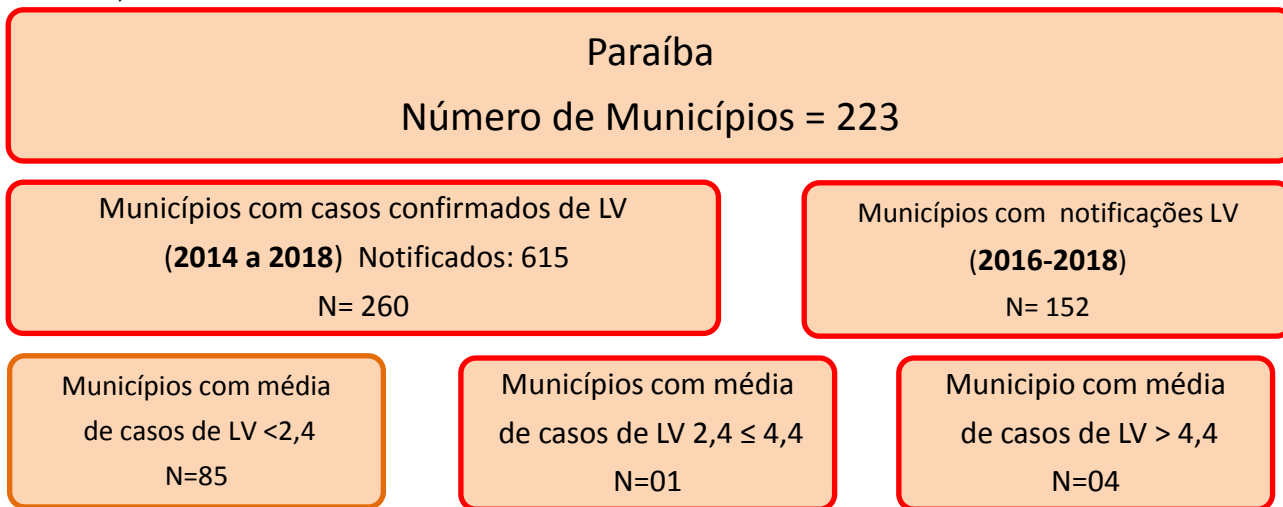 Paraíba
Número de Municípios = 223
Municípios com casos confirmados de LV
(2014 a 2018) Notificados: 615
N= 260
Municípios com notificações LV
(2016-2018)
N= 152
Municípios com média
de casos de LV <2,4
N=85
Municípios com média
de casos de LV 2,4 ≤ 4,4
N=01
Municipio com média
de casos de LV > 4,4
N=04